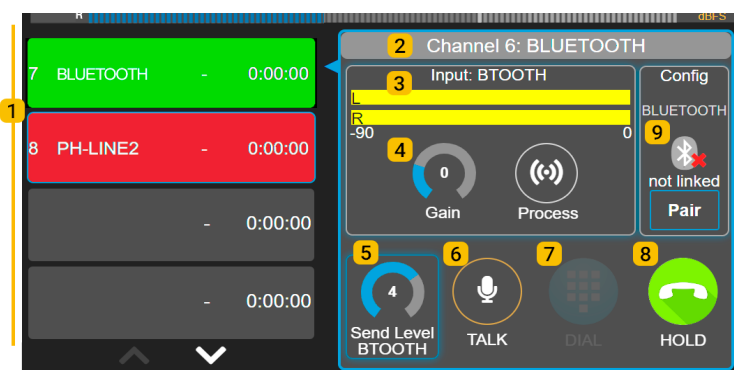 R dBFS
1
7 BLUETOOTH - 0:00:00
8 PH-LINE2 - 0:00:00
- 0:00:00
- 0:00:00
2 Channel 6: BLUETOOTH
3 Input: BTOOTH
L
R
-90 0
4
0
Gain
Process
Config
BLUETOOTH
9
not linked
Pair
5
4
Send Level
BTOOTH
6
TALK
7
DIAL
8
HOLD